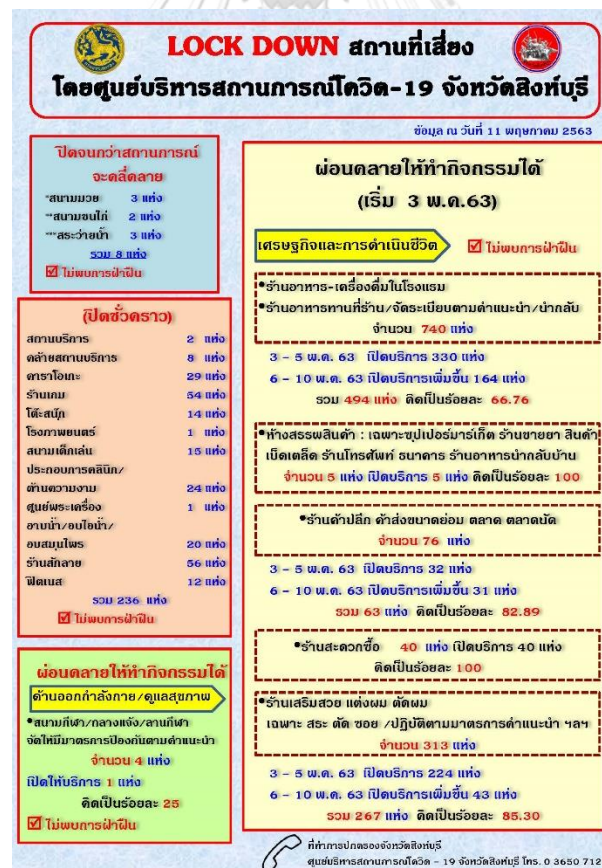 LOCK DOWN สถานที่เสี่ยง
โดยศูนย์บริหารสถานการณ์โควิด-19 จังหวัดสิงห์บุรี
ข้อมูล ณ วันที่ 11 พฤษภาคม 2563
ปิดจนกว่าสถานการณ์
จะคลี่คลาย
*สนามมวย 3 แห่ง
**สนามชนไก่ 2 แห่ง
***สระว่ายน้ำ 3 แห่ง
รวม 8 แห่ง
☑ ไม่พบการฝ่าฝืน
(ปิดชั่วคราว)
สถานบริการ 2 แห่ง
คล้ายสถานบริการ 8 แห่ง
คาราโอเกะ 29 แห่ง
ร้านเกม 54 แห่ง
โต๊ะสนุ๊ก 14 แห่ง
โรงภาพยนตร์ 1 แห่ง
สนามเด็กเล่น 15 แห่ง
ประกอบการคลินิก/
ด้านความงาม 24 แห่ง
ศูนย์พระเครื่อง 1 แห่ง
อาบน้ำ/อบไอน้ำ/
อบสมุนไพร 20 แห่ง
ร้านสักลาย 56 แห่ง
ฟิตเนส 12 แห่ง
รวม 236 แห่ง
☑ ไม่พบการฝ่าฝืน
ผ่อนคลายให้ทำกิจกรรมได้
ด้านออกกำลังกาย/ดูแลสุขภาพ
•สนามกีฬา/กลางแจ้ง/ลานกีฬา
จัดให้มีมาตรการป้องกันตามคำแนะนำ
จำนวน 4 แห่ง
เปิดให้บริการ 1 แห่ง
คิดเป็นร้อยละ 25
☑ ไม่พบการฝ่าฝืน
ผ่อนคลายให้ทำกิจกรรมได้
(เริ่ม 3 พ.ค.63)
เศรษฐกิจและการดำเนินชีวิต ☑ ไม่พบการฝ่าฝืน
•ร้านอาหาร-เครื่องดื่มในโรงแรม
•ร้านอาหารทานที่ร้าน/จัดระเบียบตามคำแนะนำ/นำกลับ
จำนวน 740 แห่ง
3 - 5 พ.ค. 63 เปิดบริการ 330 แห่ง
6 - 10 พ.ค. 63 เปิดบริการเพิ่มขึ้น 164 แห่ง
รวม 494 แห่ง คิดเป็นร้อยละ 66.76
•ห้างสรรพสินค้า : เฉพาะซุปเปอร์มาร์เก็ต ร้านขายยา สินค้า
เบ็ดเตล็ด ร้านโทรศัพท์ ธนาคาร ร้านอาหารนำกลับบ้าน
จำนวน 5 แห่ง เปิดบริการ 5 แห่ง คิดเป็นร้อยละ 100
•ร้านค้าปลีก ค้าส่งขนาดย่อม ตลาด ตลาดนัด
จำนวน 76 แห่ง
3 - 5 พ.ค. 63 เปิดบริการ 32 แห่ง
6 - 10 พ.ค. 63 เปิดบริการเพิ่มขึ้น 31 แห่ง
รวม 63 แห่ง คิดเป็นร้อยละ 82.89
•ร้านสะดวกซื้อ 40 แห่ง เปิดบริการ 40 แห่ง
คิดเป็นร้อยละ 100
•ร้านเสริมสวย แต่งผม ตัดผม
เฉพาะ สระ ตัด ซอย /ปฏิบัติตามมาตรการคำแนะนำ ฯลฯ
จำนวน 313 แห่ง
3 - 5 พ.ค. 63 เปิดบริการ 224 แห่ง
6 - 10 พ.ค. 63 เปิดบริการเพิ่มขึ้น 43 แห่ง
รวม 267 แห่ง คิดเป็นร้อยละ 85.30
ที่ทำการปกครองจังหวัดสิงห์บุรี
ศูนย์บริหารสถานการณ์โควิด - 19 จังหวัดสิงห์บุรี โทร. 0 3650 712